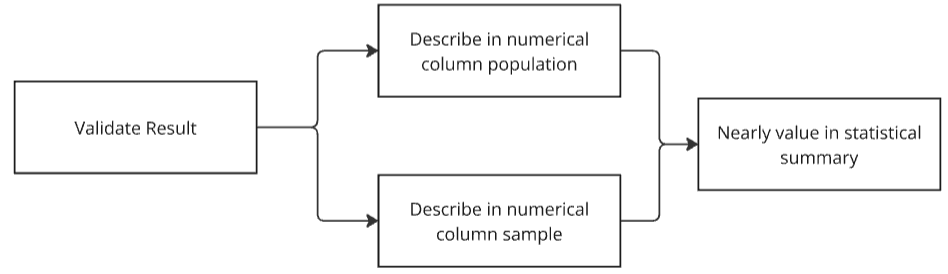 Describe in numerical
column population
Validate Result
Nearly value in statistical
summary
Describe in numerical
column sample